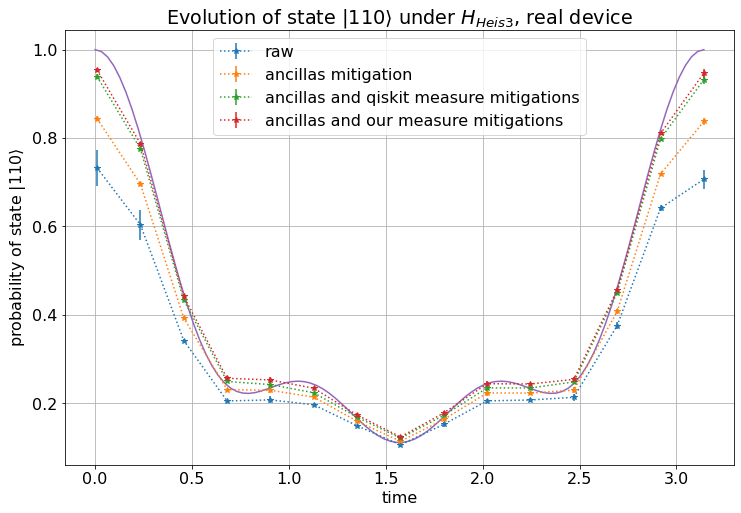 Evolution of state |110⟩ under H_{Heis3}, real device
raw
ancillas mitigation
ancillas and qiskit measure mitigations
ancillas and our measure mitigations
probability of state |110⟩
1.0
0.8
0.6
0.4
0.2
0.0 0.5 1.0 1.5 2.0 2.5 3.0
time